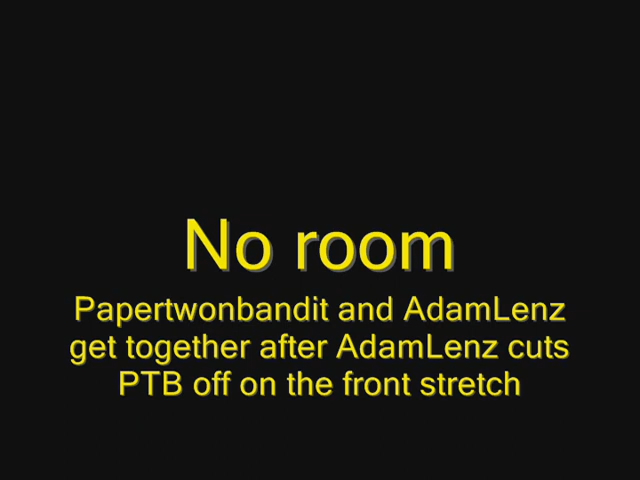 No room
Papertwonbandit and AdamLenz
get together after AdamLenz cuts
PTB off on the front stretch